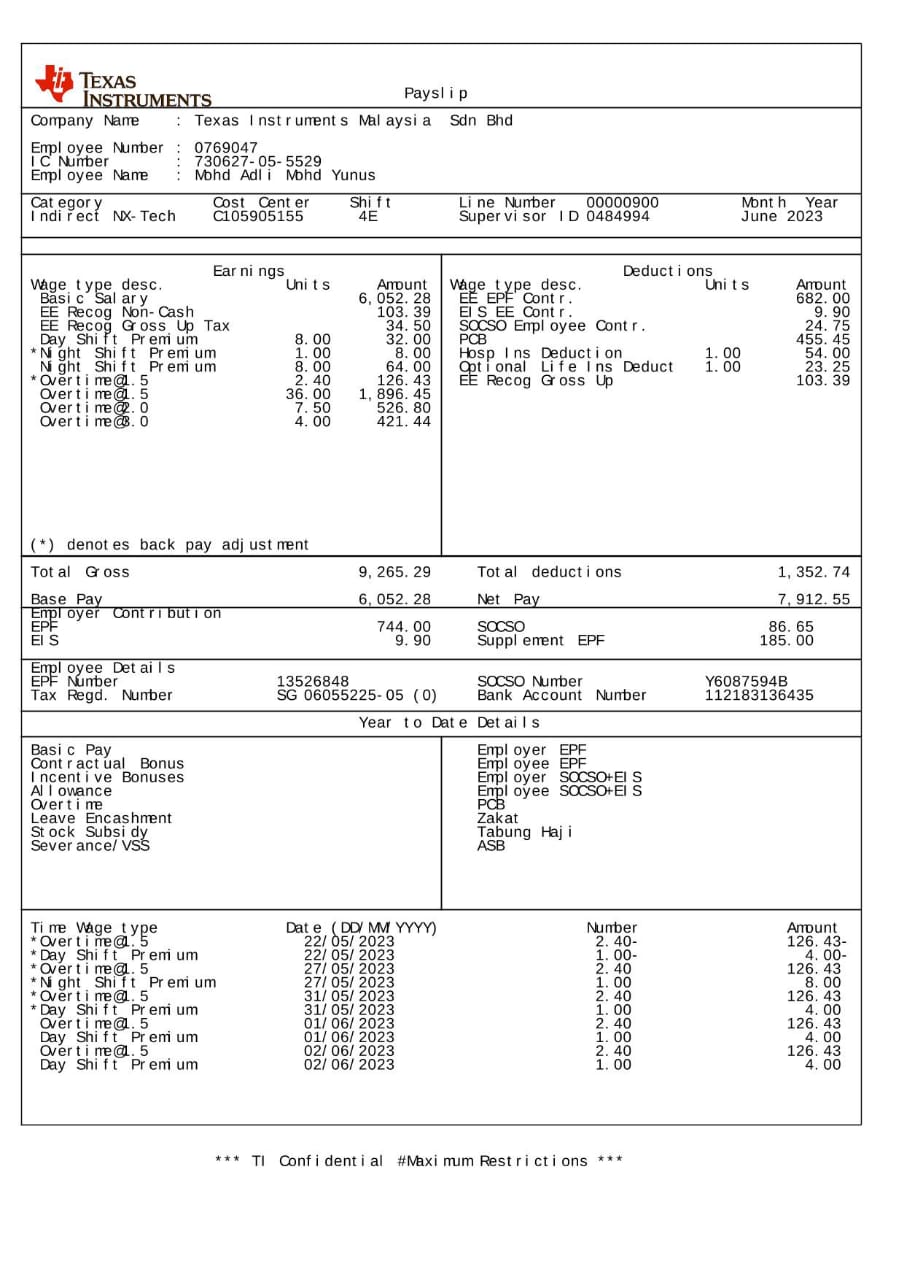 TEXAS INSTRUMENTS
Payslip
Company Name : Texas Instruments Malaysia Sdn Bhd
Employee Number : 0769047
IC Number : 730627-05-5529
Employee Name : Mohd Adli Mohd Yunus
Category Cost Center Shift Line Number 00000900 Month Year
Indirect NX-Tech C105905155 4E Supervisor ID 0484994 June 2023
Earnings Deductions
Wage type desc. Units Amount Wage type desc. Units Amount
Basic Salary 6,052.28 EE EPF Contr. 682.00
EE Recog Non-Cash 103.39 EIS EE Contr. 9.90
EE Recog Gross Up Tax 34.50 SOCSO Employee Contr. 24.75
Day Shift Premium 8.00 32.00 PCB 455.45
*Night Shift Premium 1.00 8.00 Hosp Ins Deduction 1.00 54.00
Night Shift Premium 8.00 64.00 Optional Life Ins Deduct 1.00 23.25
*Overtime@1.5 2.40 126.43 EE Recog Gross Up 103.39
Overtime@1.5 36.00 1,896.45
Overtime@2.0 7.50 526.80
Overtime@3.0 4.00 421.44
(*) denotes back pay adjustment
Total Gross 9,265.29 Total deductions 1,352.74
Base Pay 6,052.28 Net Pay 7,912.55
Employer Contribution
EPF 744.00 SOCSO 86.65
EIS 9.90 Supplement EPF 185.00
Employee Details
EPF Number 13526848 SOCSO Number Y6087594B
Tax Regd. Number SG 06055225-05 (0) Bank Account Number 112183136435
Year to Date Details
Basic Pay Employer EPF
Contractual Bonus Employee EPF
Incentive Bonuses Employer SOCSO+EIS
Allowance Employee SOCSO+EIS
Overtime PCB
Leave Encashment Zakat
Stock Subsidy Tabung Haji
Severance/VSS ASB
Time Wage type Date (DD/MM/YYYY) Number Amount
*Overtime@1.5 22/05/2023 2.40- 126.43-
*Day Shift Premium 22/05/2023 1.00- 4.00-
*Overtime@1.5 27/05/2023 2.40 126.43
*Night Shift Premium 27/05/2023 1.00 8.00
*Overtime@1.5 31/05/2023 2.40 126.43
*Day Shift Premium 31/05/2023 1.00 4.00
Overtime@1.5 01/06/2023 2.40 126.43
Day Shift Premium 01/06/2023 1.00 4.00
Overtime@1.5 02/06/2023 2.40 126.43
Day Shift Premium 02/06/2023 1.00 4.00
*** TI Confidential #Maximum Restrictions ***